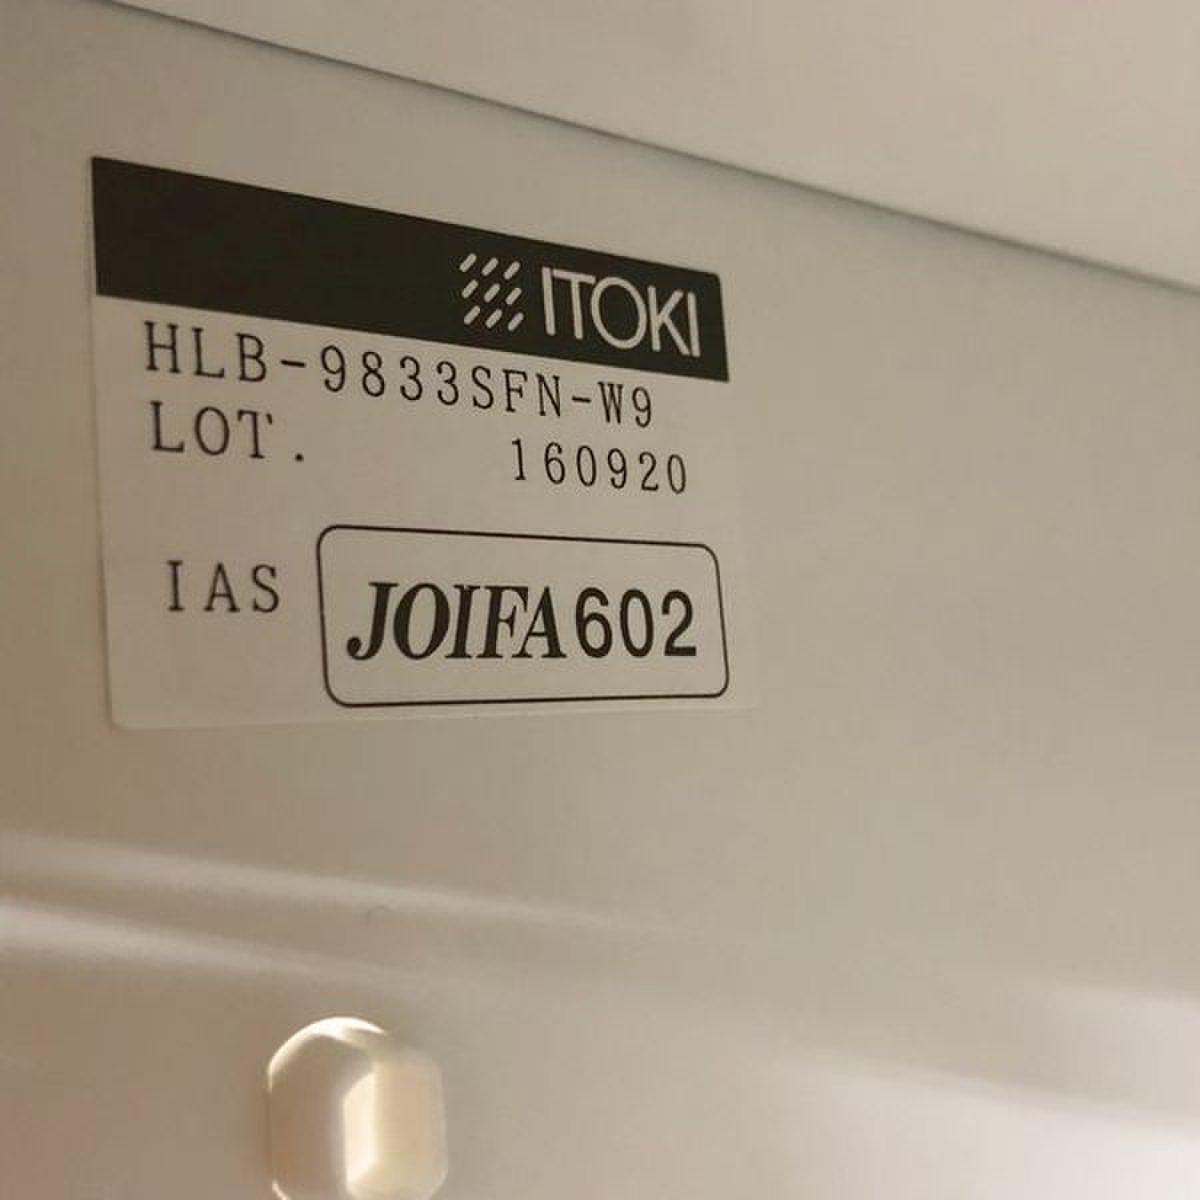 ITOKI
HLB-9833SFN-W9
LOT. 160920
IAS JOIFA602